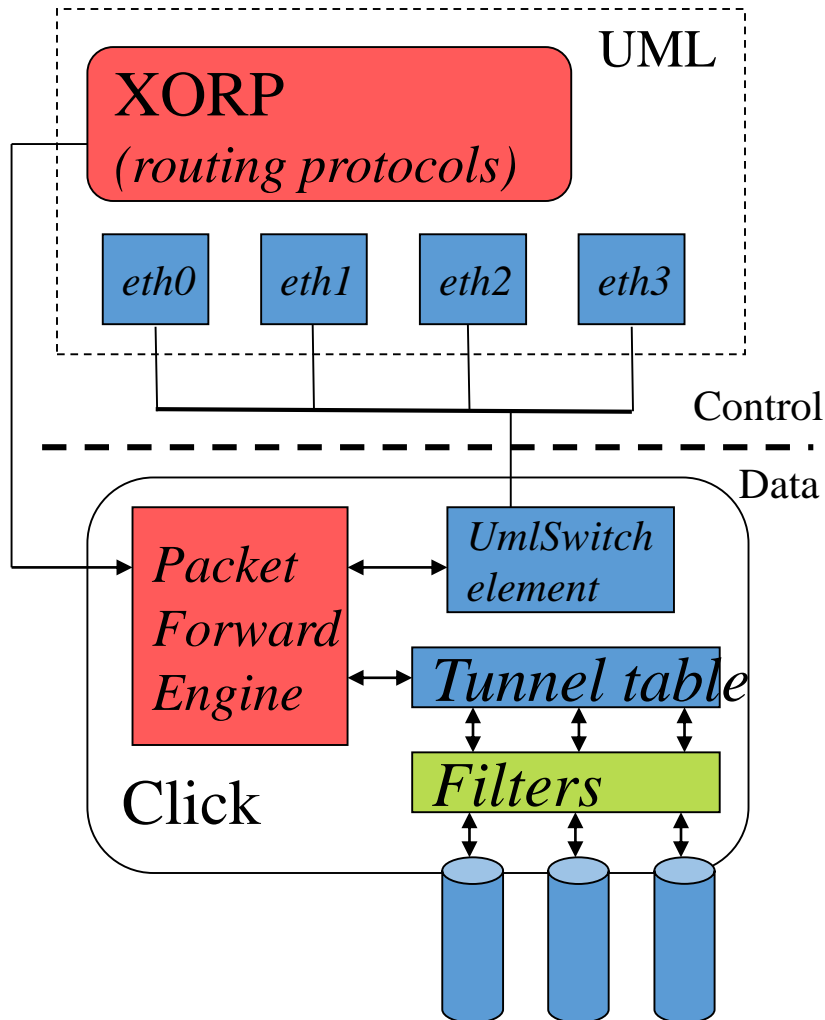 UML
XORP
(routing protocols)
eth0
eth1
eth2
eth3
Control
Data
Packet
Forward
Engine
UmlSwitch
element
Tunnel table
Filters
Click